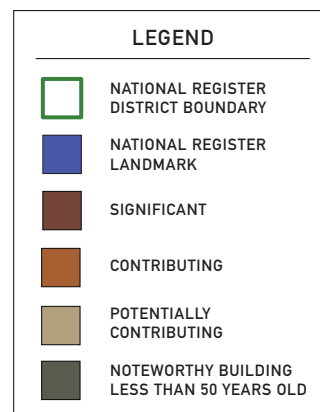 LEGEND
NATIONAL REGISTER
DISTRICT BOUNDARY
NATIONAL REGISTER
LANDMARK
SIGNIFICANT
CONTRIBUTING
POTENTIALLY
CONTRIBUTING
NOTEWORTHY BUILDING
LESS THAN 50 YEARS OLD